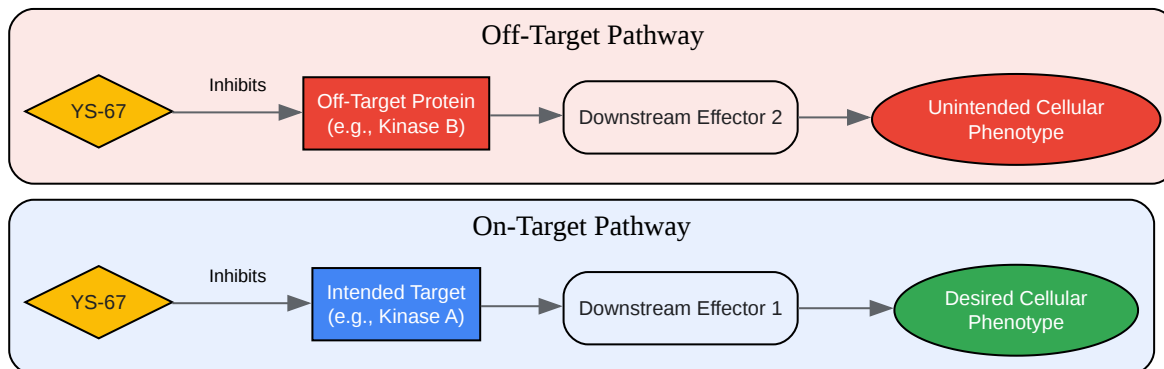 Off-Target Pathway
YS-67
Inhibits
Off-Target Protein
(e.g., Kinase B)
Downstream Effector 2
Unintended Cellular
Phenotype
On-Target Pathway
YS-67
Inhibits
Intended Target
(e.g., Kinase A)
Downstream Effector 1
Desired Cellular
Phenotype